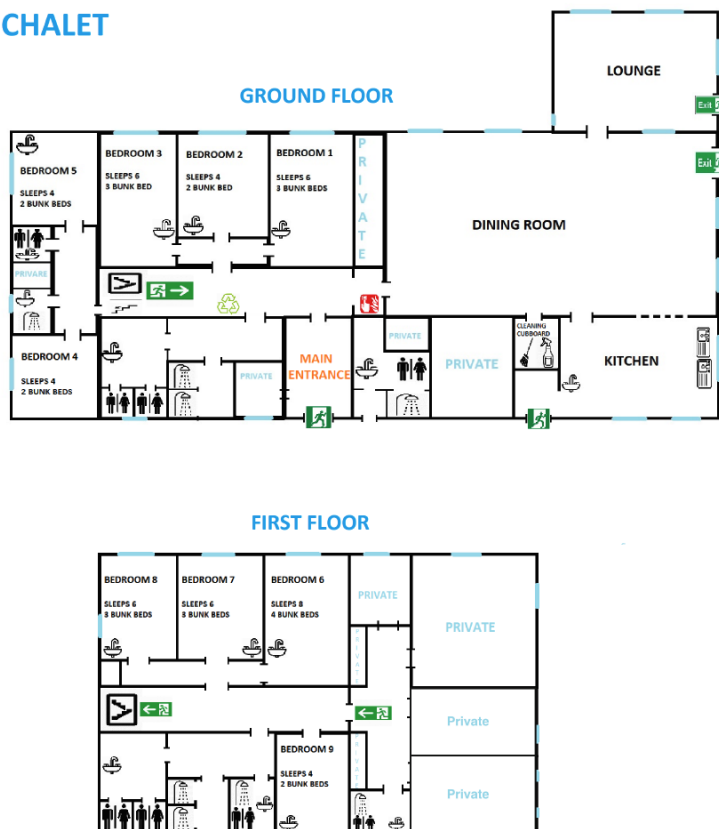 CHALET
GROUND FLOOR
LOUNGE
Exit
Exit
BEDROOM 5
SLEEPS 4
2 BUNK BEDS
BEDROOM 3
SLEEPS 6
3 BUNK BED
BEDROOM 2
SLEEPS 4
2 BUNK BED
BEDROOM 1
SLEEPS 6
3 BUNK BEDS
PRIVATE
DINING ROOM
PRIVARE
BEDROOM 4
SLEEPS 4
2 BUNK BEDS
PRIVATE
MAIN
ENTRANCE
PRIVATE
PRIVATE
CLEANING
CUBBOARD
KITCHEN
FIRST FLOOR
BEDROOM 8
SLEEPS 6
3 BUNK BEDS
BEDROOM 7
SLEEPS 6
3 BUNK BEDS
BEDROOM 6
SLEEPS 8
4 BUNK BEDS
PRIVATE
PRIVATE
PRIVATE
Private
BEDROOM 9
SLEEPS 4
2 BUNK BEDS
PRIVATE
Private